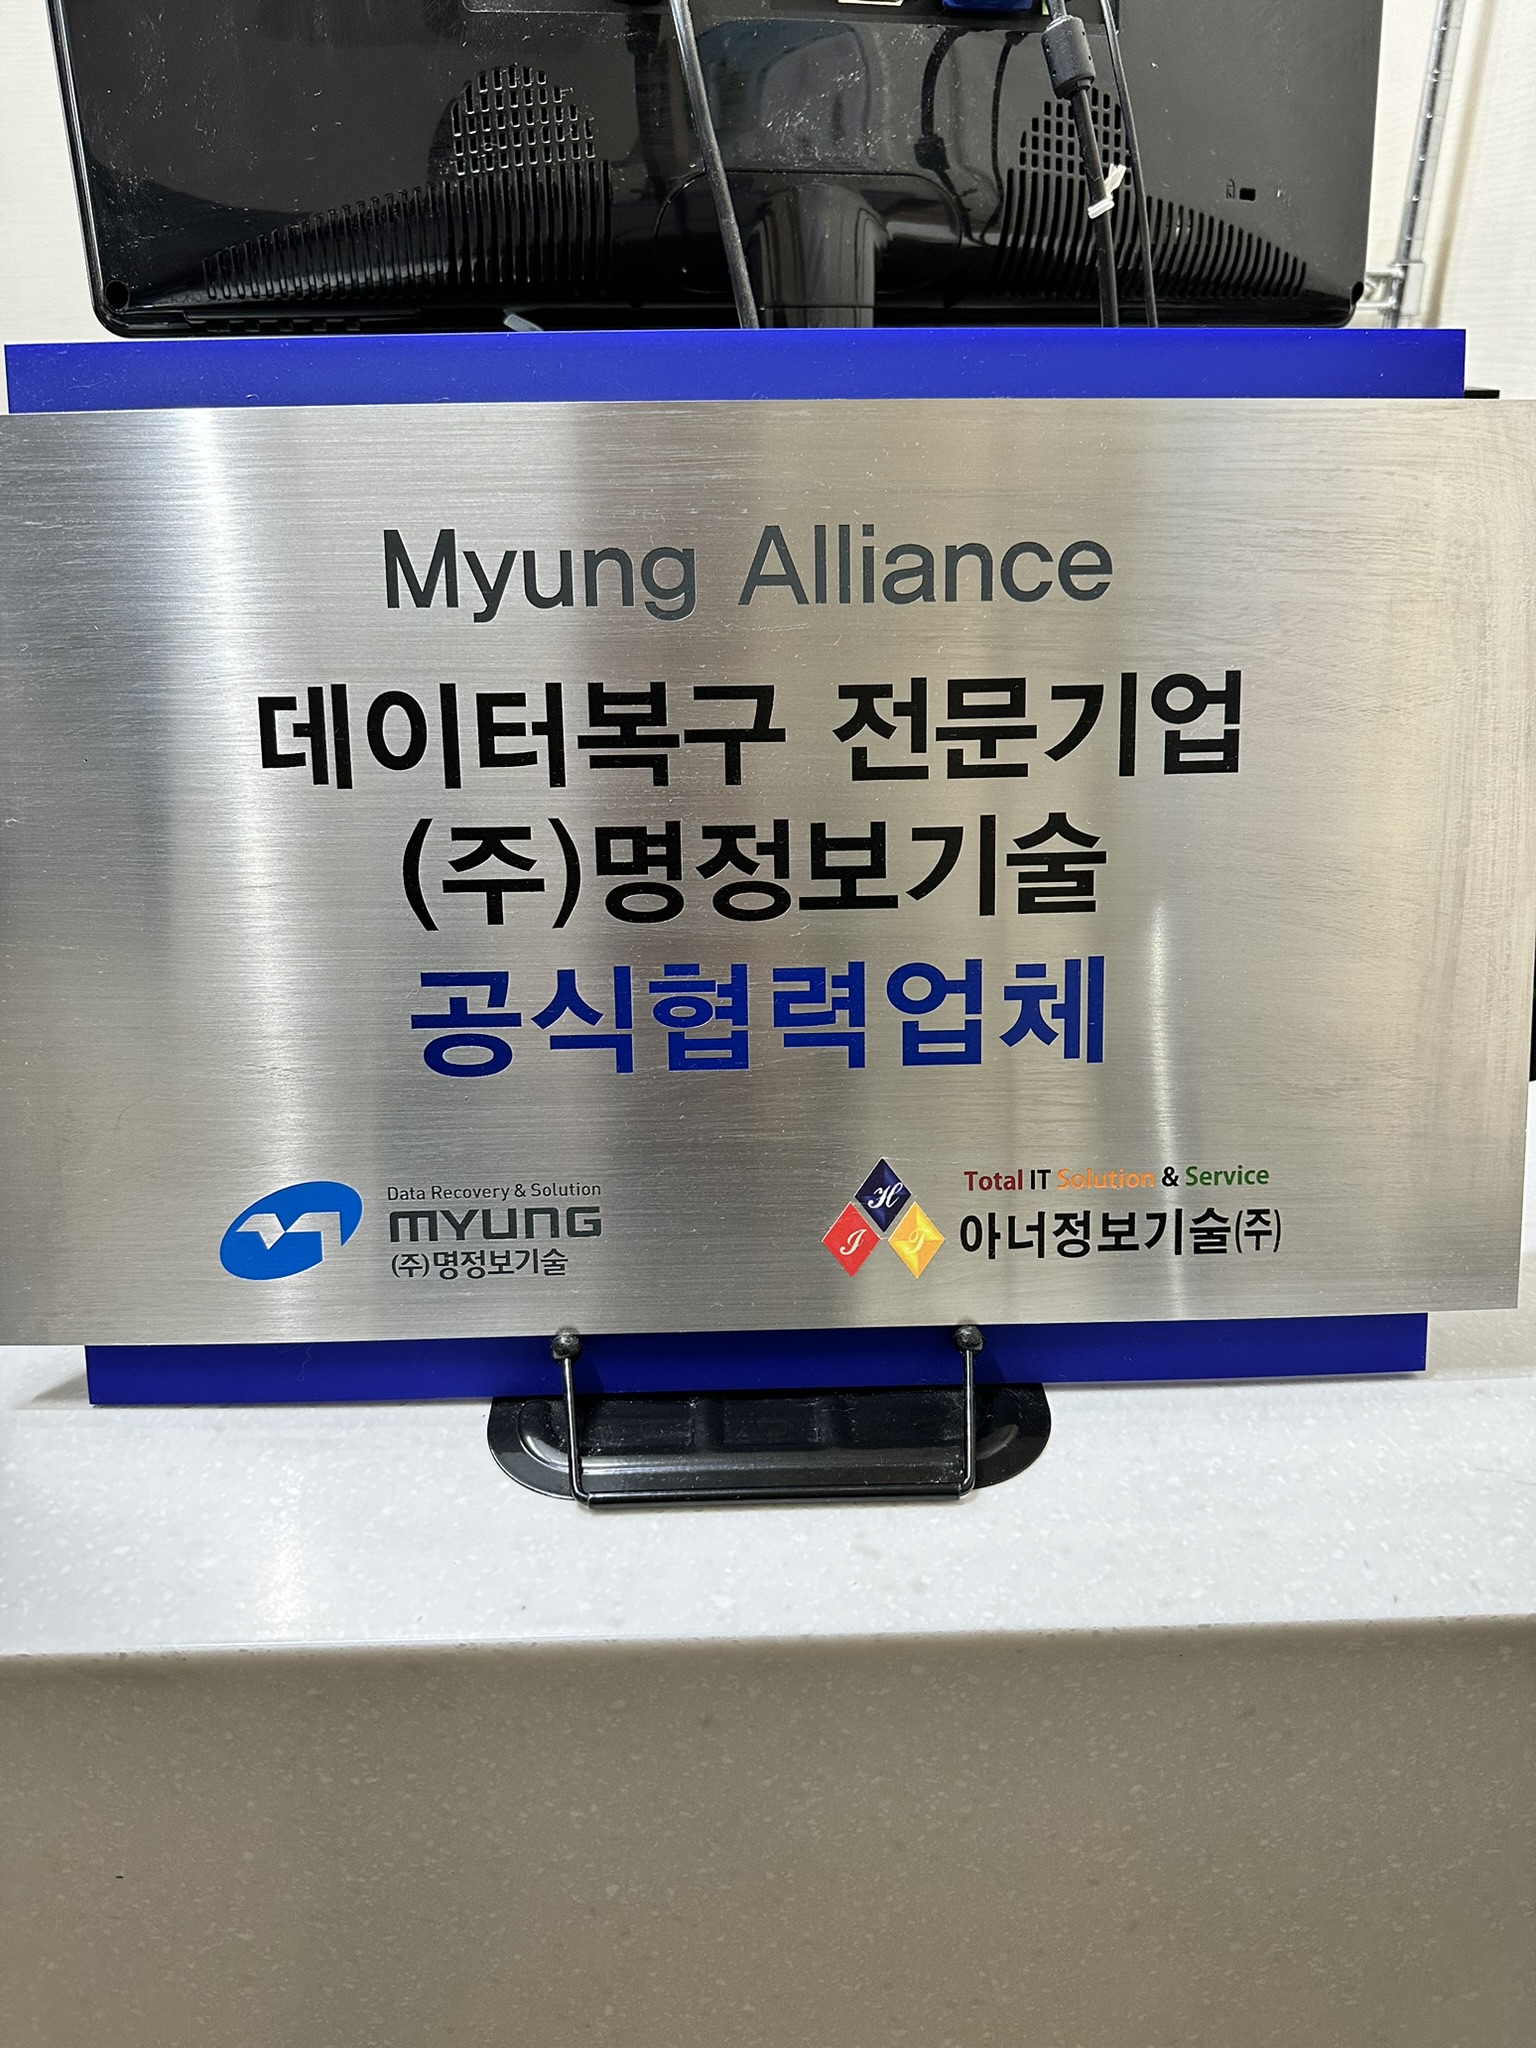 Myung Alliance
데이터복구 전문기업
(주)명정보기술
공식협력업체
Data Recovery & Solution
MYUNG
(주)명정보기술
H
I T
Total IT Solution & Service
아너정보기술(주)